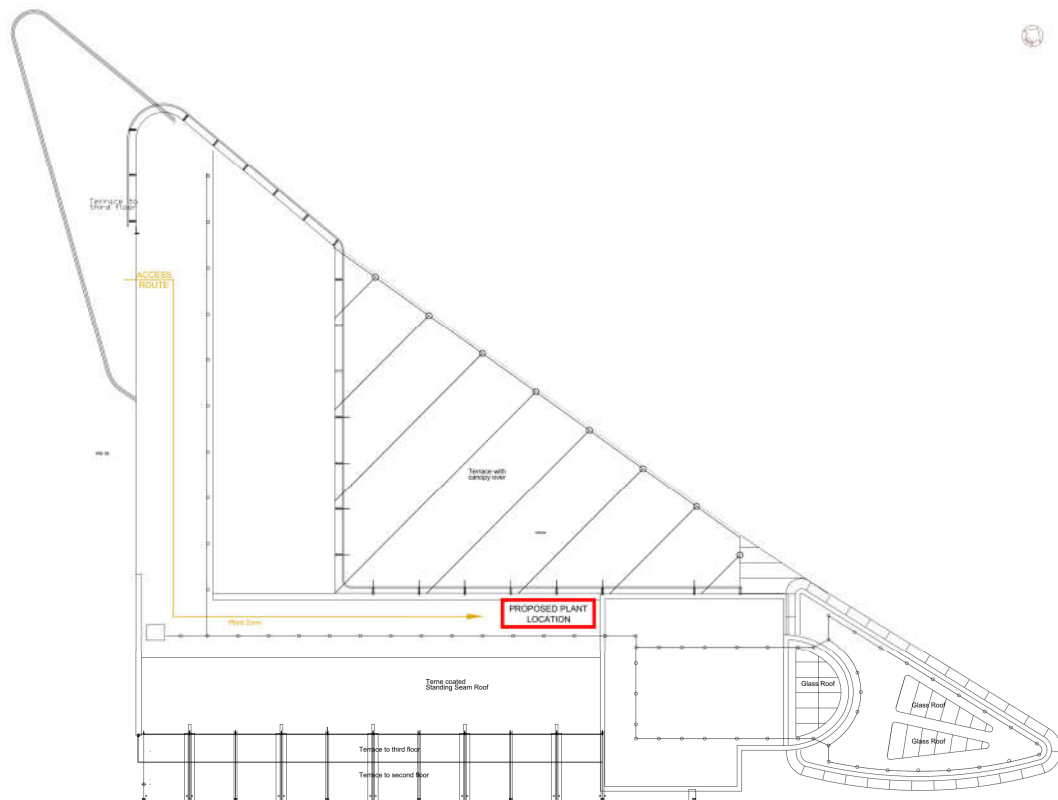 Terrace to
third floor
ACCESS
ROUTE
Terrace with
canopy over
PROPOSED PLANT
LOCATION
Plant Zone
Terne coated
Standing Seam Roof
Glass Roof
Glass Roof
Glass Roof
Terrace to third floor
Terrace to second floor